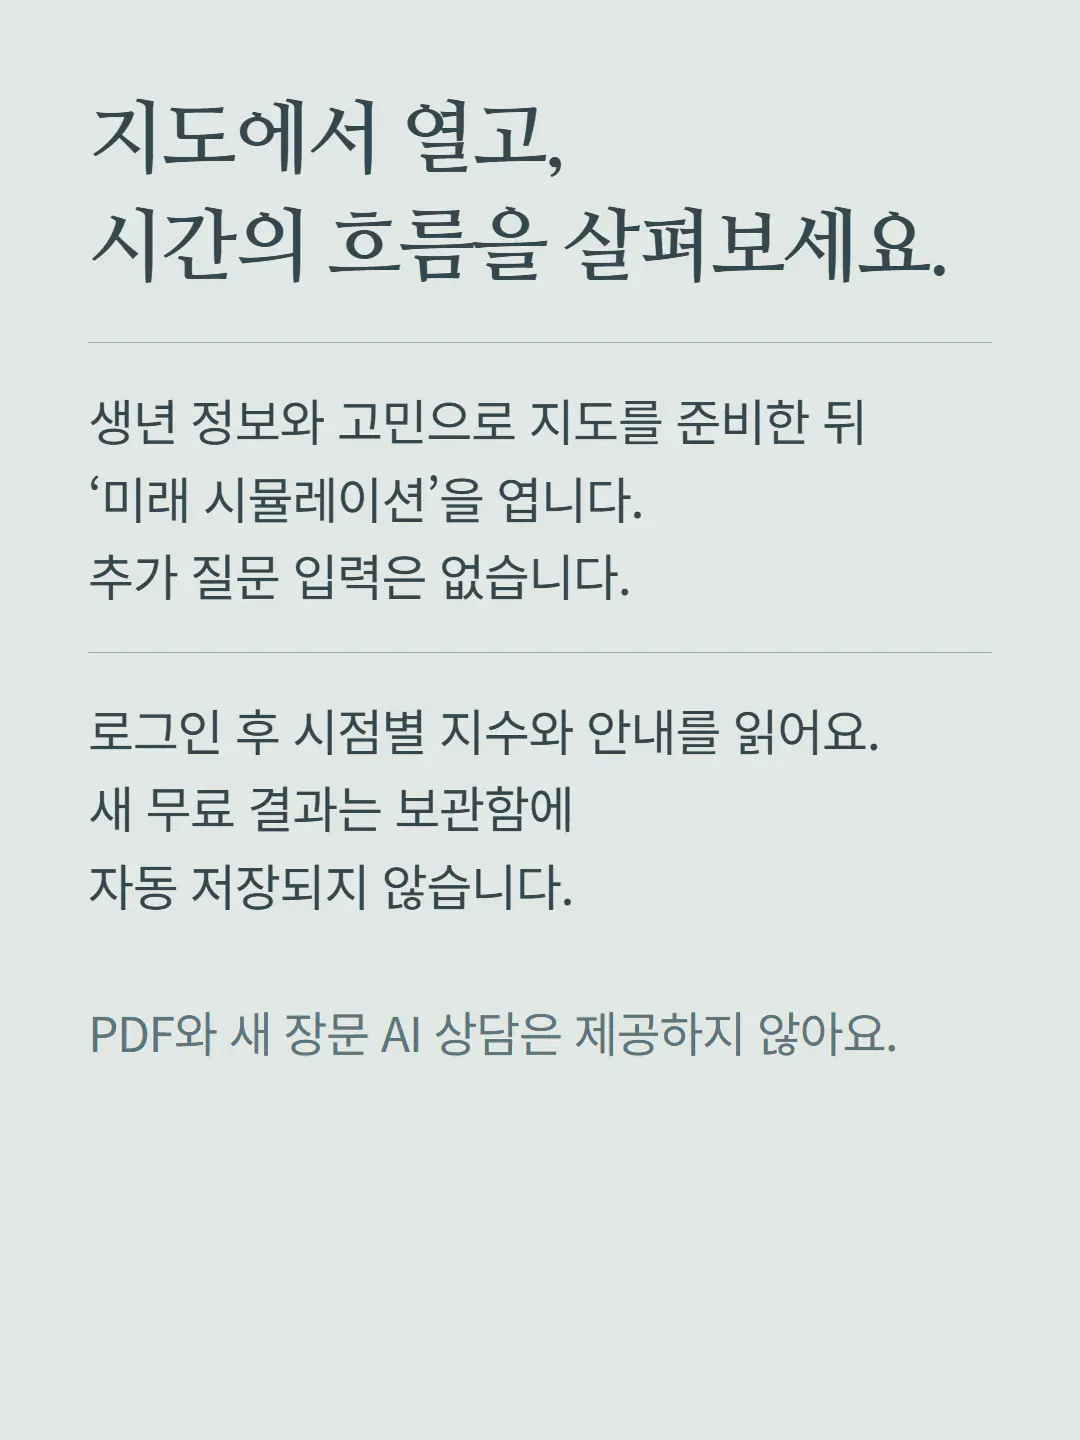 지도에서 열고,
시간의 흐름을 살펴보세요.
생년 정보와 고민으로 지도를 준비한 뒤
‘미래 시뮬레이션’을 엽니다.
추가 질문 입력은 없습니다.
로그인 후 시점별 지수와 안내를 읽어요.
새 무료 결과는 보관함에
자동 저장되지 않습니다.
PDF와 새 장문 AI 상담은 제공하지 않아요.